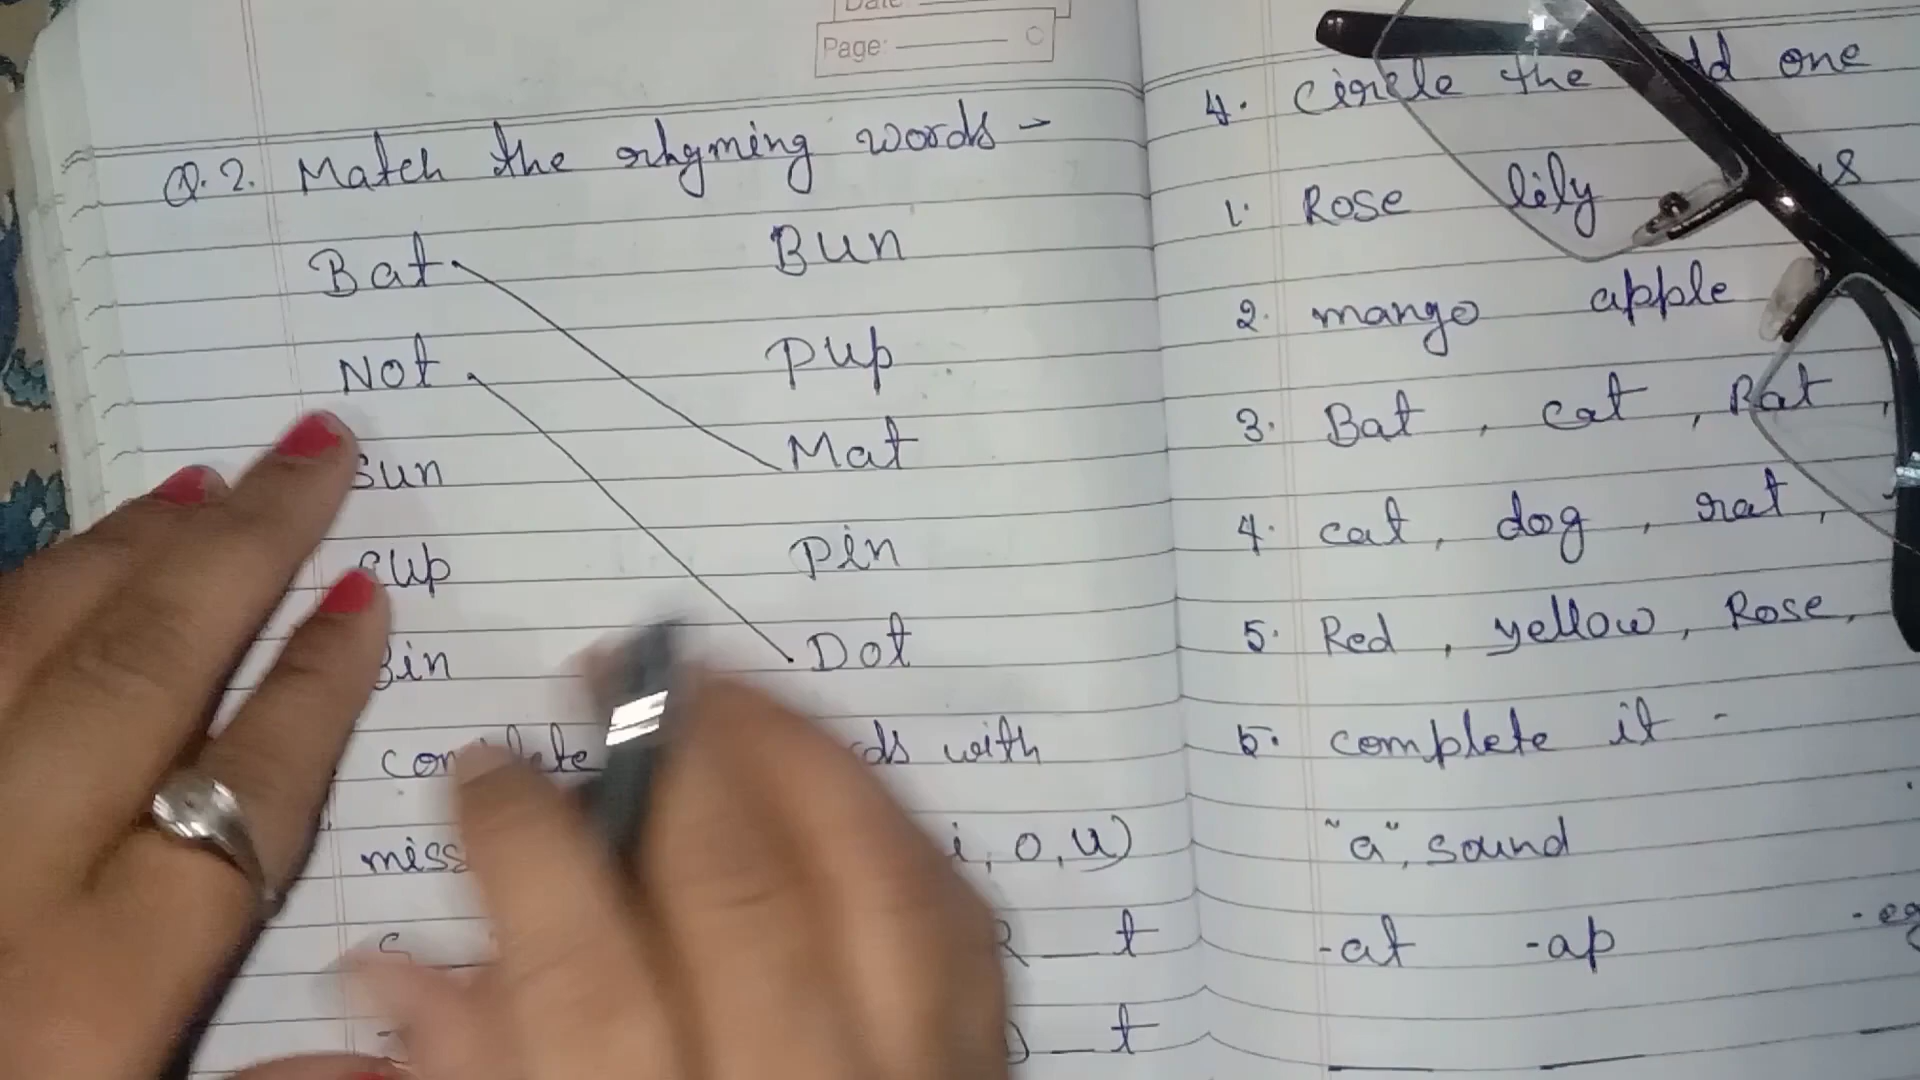 Date:
Page:
Q.2. Match the rhyming words -
Bat Bun
Not Pup
Sun Mat
Cup Pin
Bin Dot
complete with
i, o, u)
t
t
4. Circle the one
1. Rose lily
2. mango apple
3. Bat, cat, Rat,
4. cat, dog, rat,
5. Red, yellow, Rose,
5. complete it -
"a", sound
-at -ap -eg